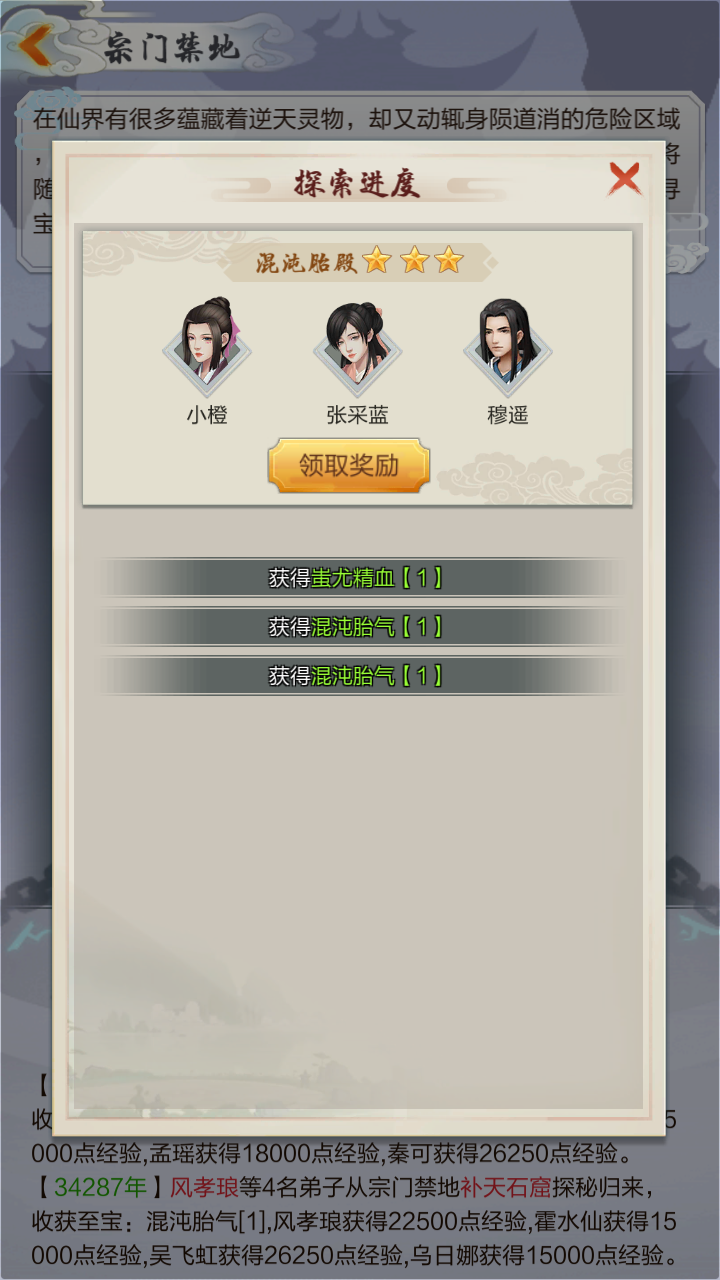 宗门禁地
在仙界有很多蕴藏着逆天灵物，却又动辄身陨道消的危险区域
，
将
随
寻
宝
探索进度
混沌胎殿
小橙 张采蓝 穆遥
领取奖励
获得蚩尤精血【1】
获得混沌胎气【1】
获得混沌胎气【1】
【
收
5
000点经验,孟瑶获得18000点经验,秦可获得26250点经验。
【34287年】风孝琅等4名弟子从宗门禁地补天石窟探秘归来，
收获至宝：混沌胎气[1],风孝琅获得22500点经验,霍水仙获得15
000点经验,吴飞虹获得26250点经验,乌日娜获得15000点经验。